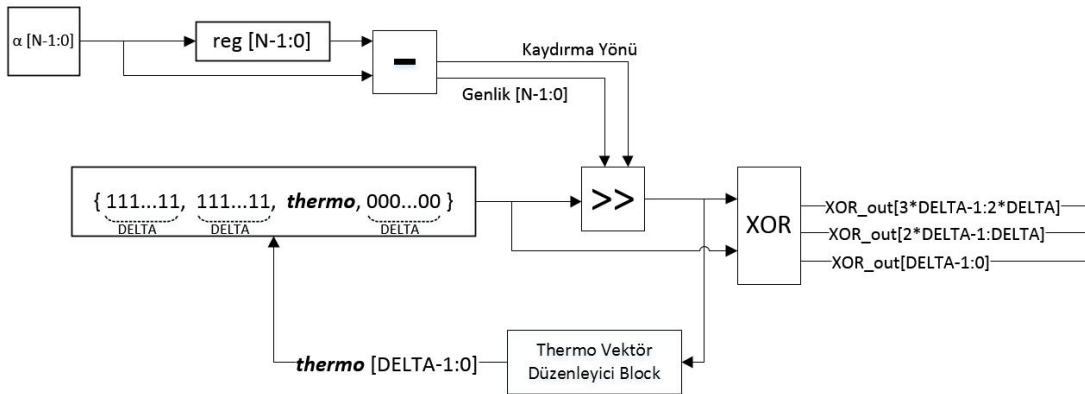 α [N-1:0]
reg [N-1:0]
-
Kaydırma Yönü
Genlik [N-1:0]
{ 111...11, 111...11, thermo, 000...00 }
DELTA DELTA DELTA
>>
XOR
XOR_out[3*DELTA-1:2*DELTA]
XOR_out[2*DELTA-1:DELTA]
XOR_out[DELTA-1:0]
thermo [DELTA-1:0]
Thermo Vektör
Düzenleyici Block